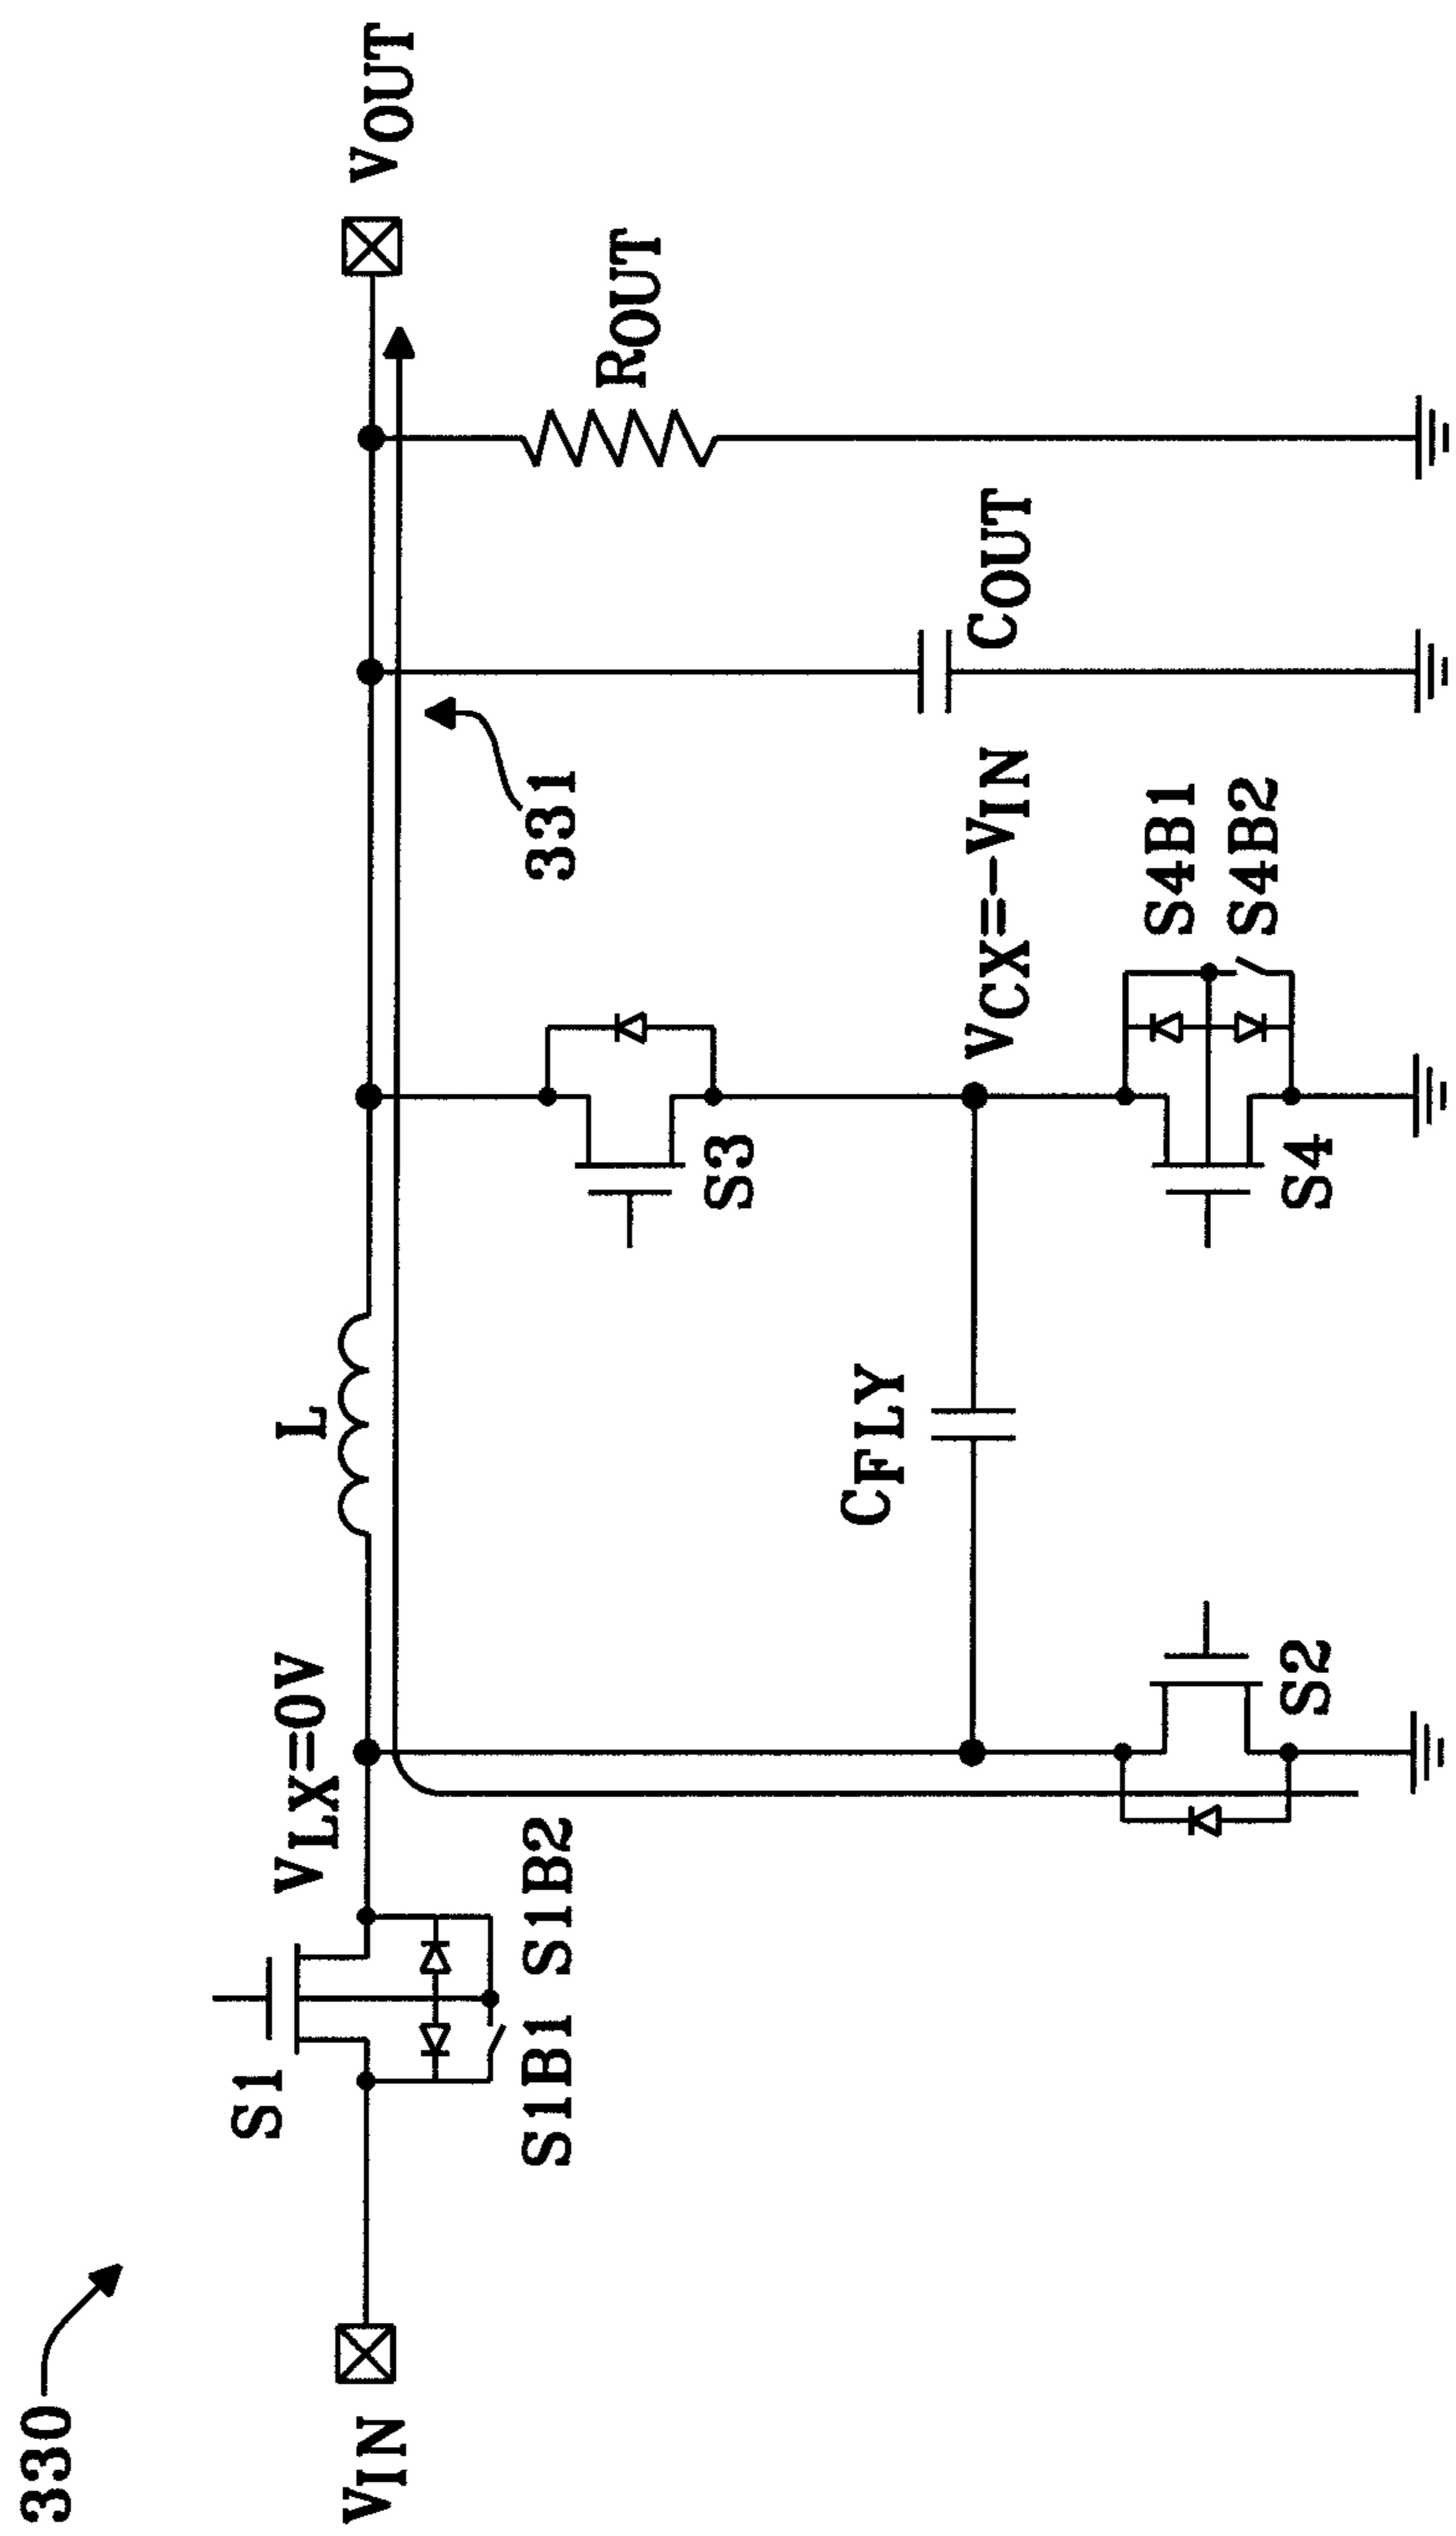 330
VIN
S1
S1B1 S1B2
VLX=0V
L
S2
CFLY
S3
S4
VCX=-VIN
S4B1
S4B2
331
COUT
ROUT
VOUT